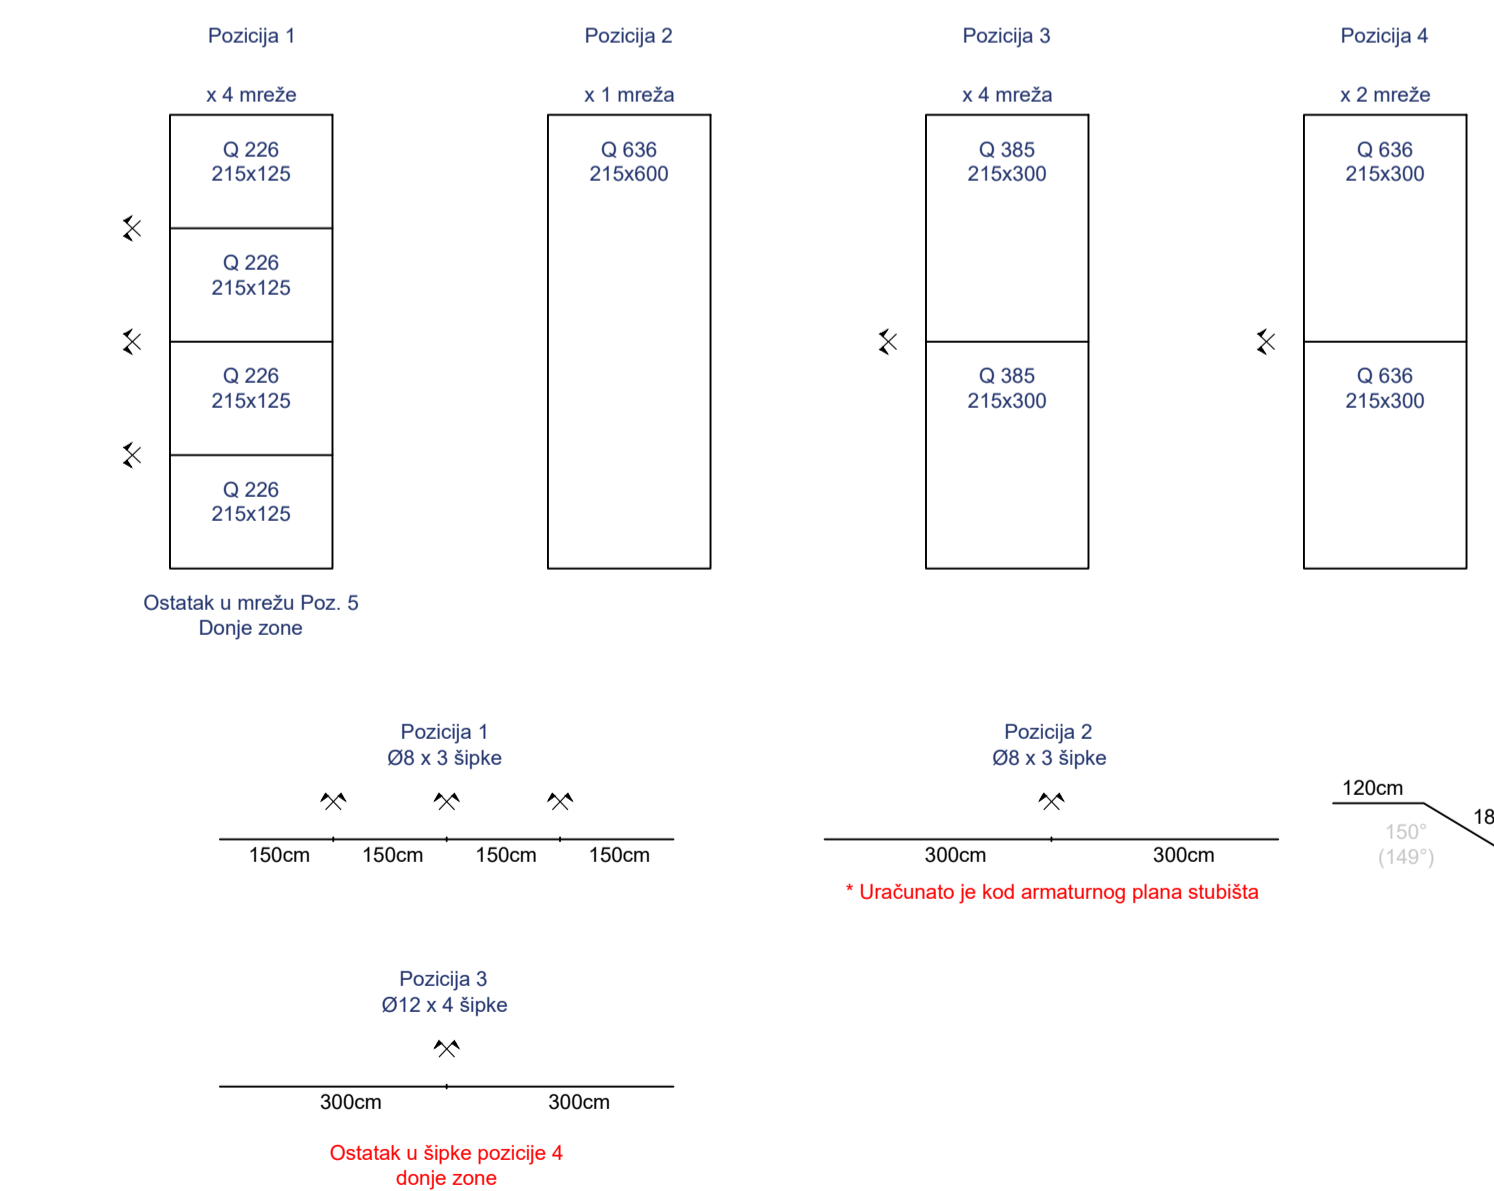 Pozicija 1
x 4 mreže
Q 226
215x125
Q 226
215x125
Q 226
215x125
Q 226
215x125
Ostatak u mrežu Poz. 5
Donje zone
Pozicija 2
x 1 mreža
Q 636
215x600
Pozicija 3
x 4 mreža
Q 385
215x300
Q 385
215x300
Pozicija 4
x 2 mreže
Q 636
215x300
Q 636
215x300
Pozicija 1
Ø8 x 3 šipke
150cm 150cm 150cm 150cm
Pozicija 2
Ø8 x 3 šipke
300cm 300cm
* Uračunato je kod armaturnog plana stubišta
120cm
18
150°
(149°)
Pozicija 3
Ø12 x 4 šipke
300cm 300cm
Ostatak u šipke pozicije 4
donje zone